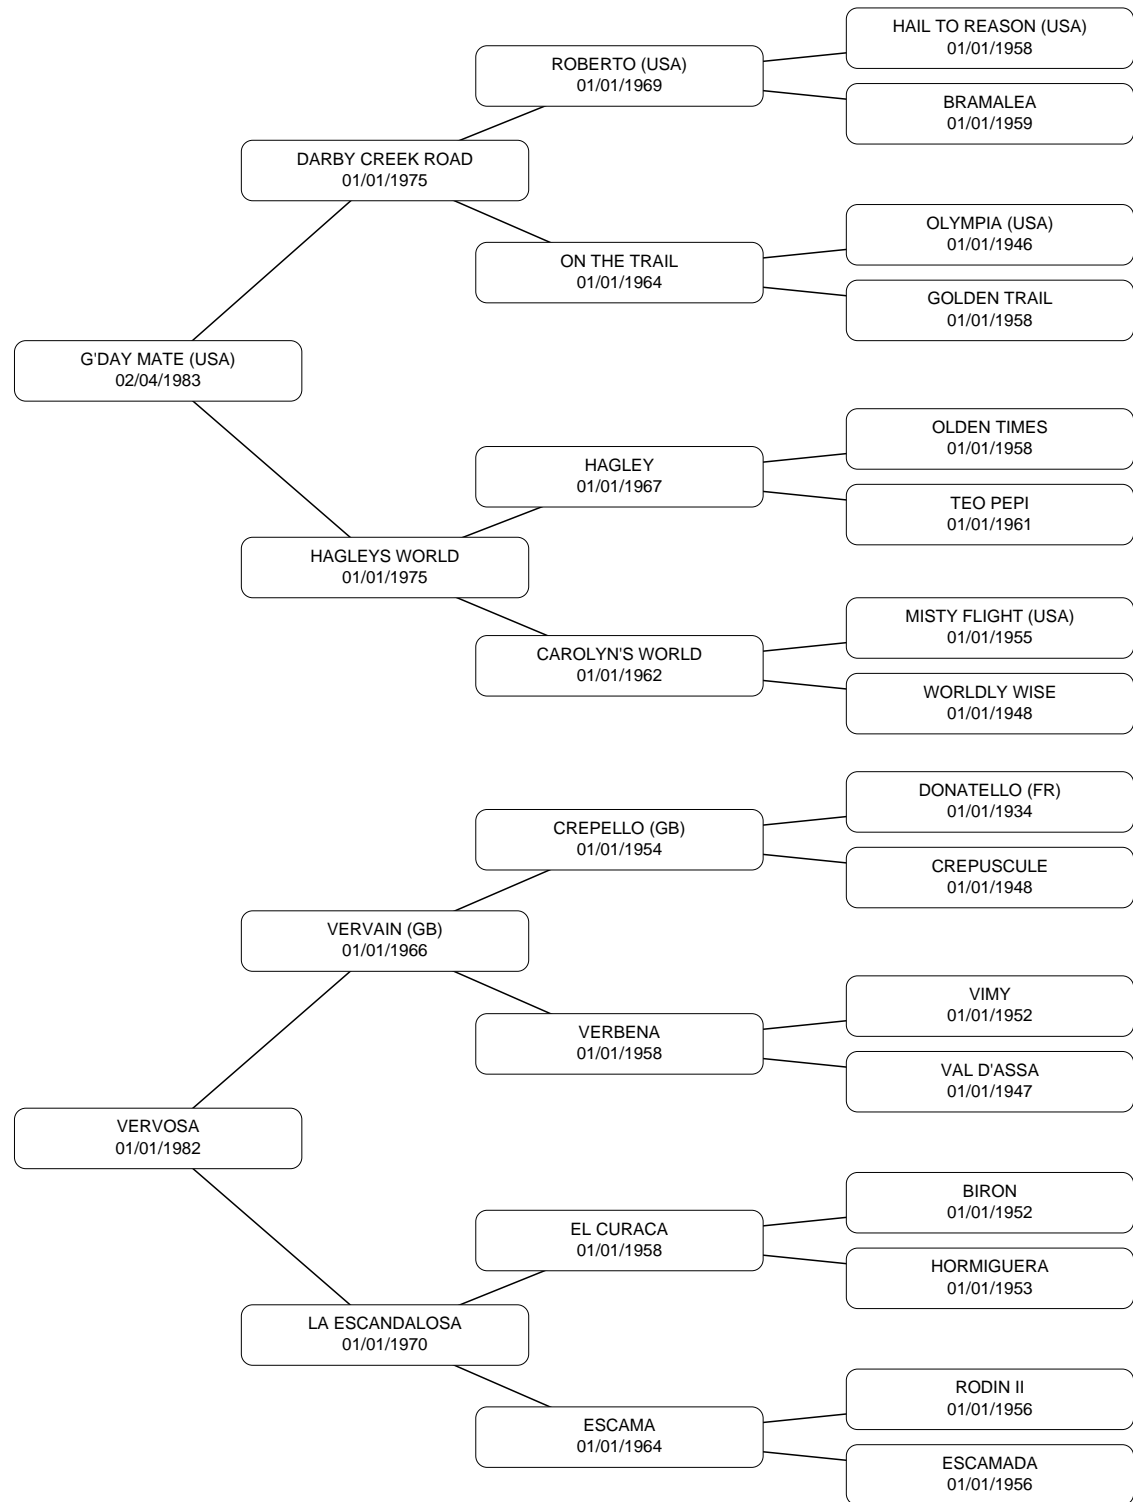 HAIL TO REASON (USA)
01/01/1958
ROBERTO (USA)
01/01/1969
BRAMALEA
01/01/1959
DARBY CREEK ROAD
01/01/1975
OLYMPIA (USA)
01/01/1946
ON THE TRAIL
01/01/1964
GOLDEN TRAIL
01/01/1958
G'DAY MATE (USA)
02/04/1983
OLDEN TIMES
01/01/1958
HAGLEY
01/01/1967
TEO PEPI
01/01/1961
HAGLEYS WORLD
01/01/1975
MISTY FLIGHT (USA)
01/01/1955
CAROLYN'S WORLD
01/01/1962
WORLDLY WISE
01/01/1948
DONATELLO (FR)
01/01/1934
CREPELLO (GB)
01/01/1954
CREPUSCULE
01/01/1948
VERVAIN (GB)
01/01/1966
VIMY
01/01/1952
VERBENA
01/01/1958
VAL D'ASSA
01/01/1947
VERVOSA
01/01/1982
BIRON
01/01/1952
EL CURACA
01/01/1958
HORMIGUERA
01/01/1953
LA ESCANDALOSA
01/01/1970
RODIN II
01/01/1956
ESCAMA
01/01/1964
ESCAMADA
01/01/1956